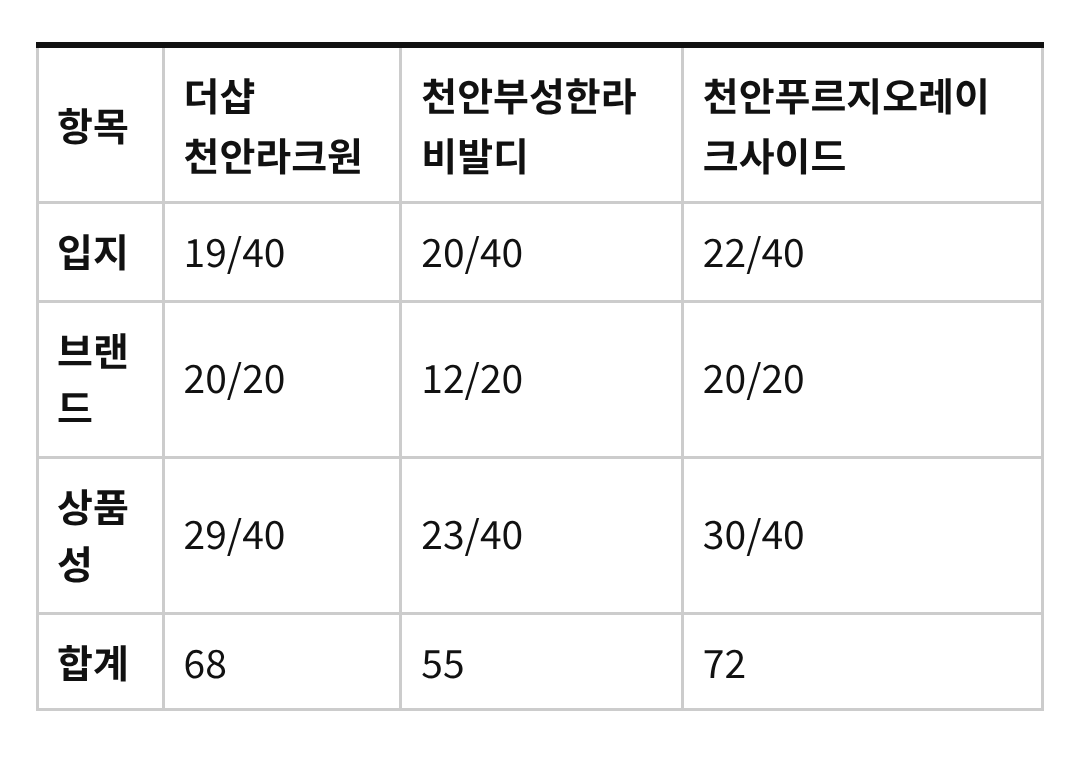 항목
더샵
천안라크원
천안부성한라
비발디
천안푸르지오레이
크사이드
입지
19/40
20/40
22/40
브랜
드
20/20
12/20
20/20
상품
성
29/40
23/40
30/40
합계
68
55
72